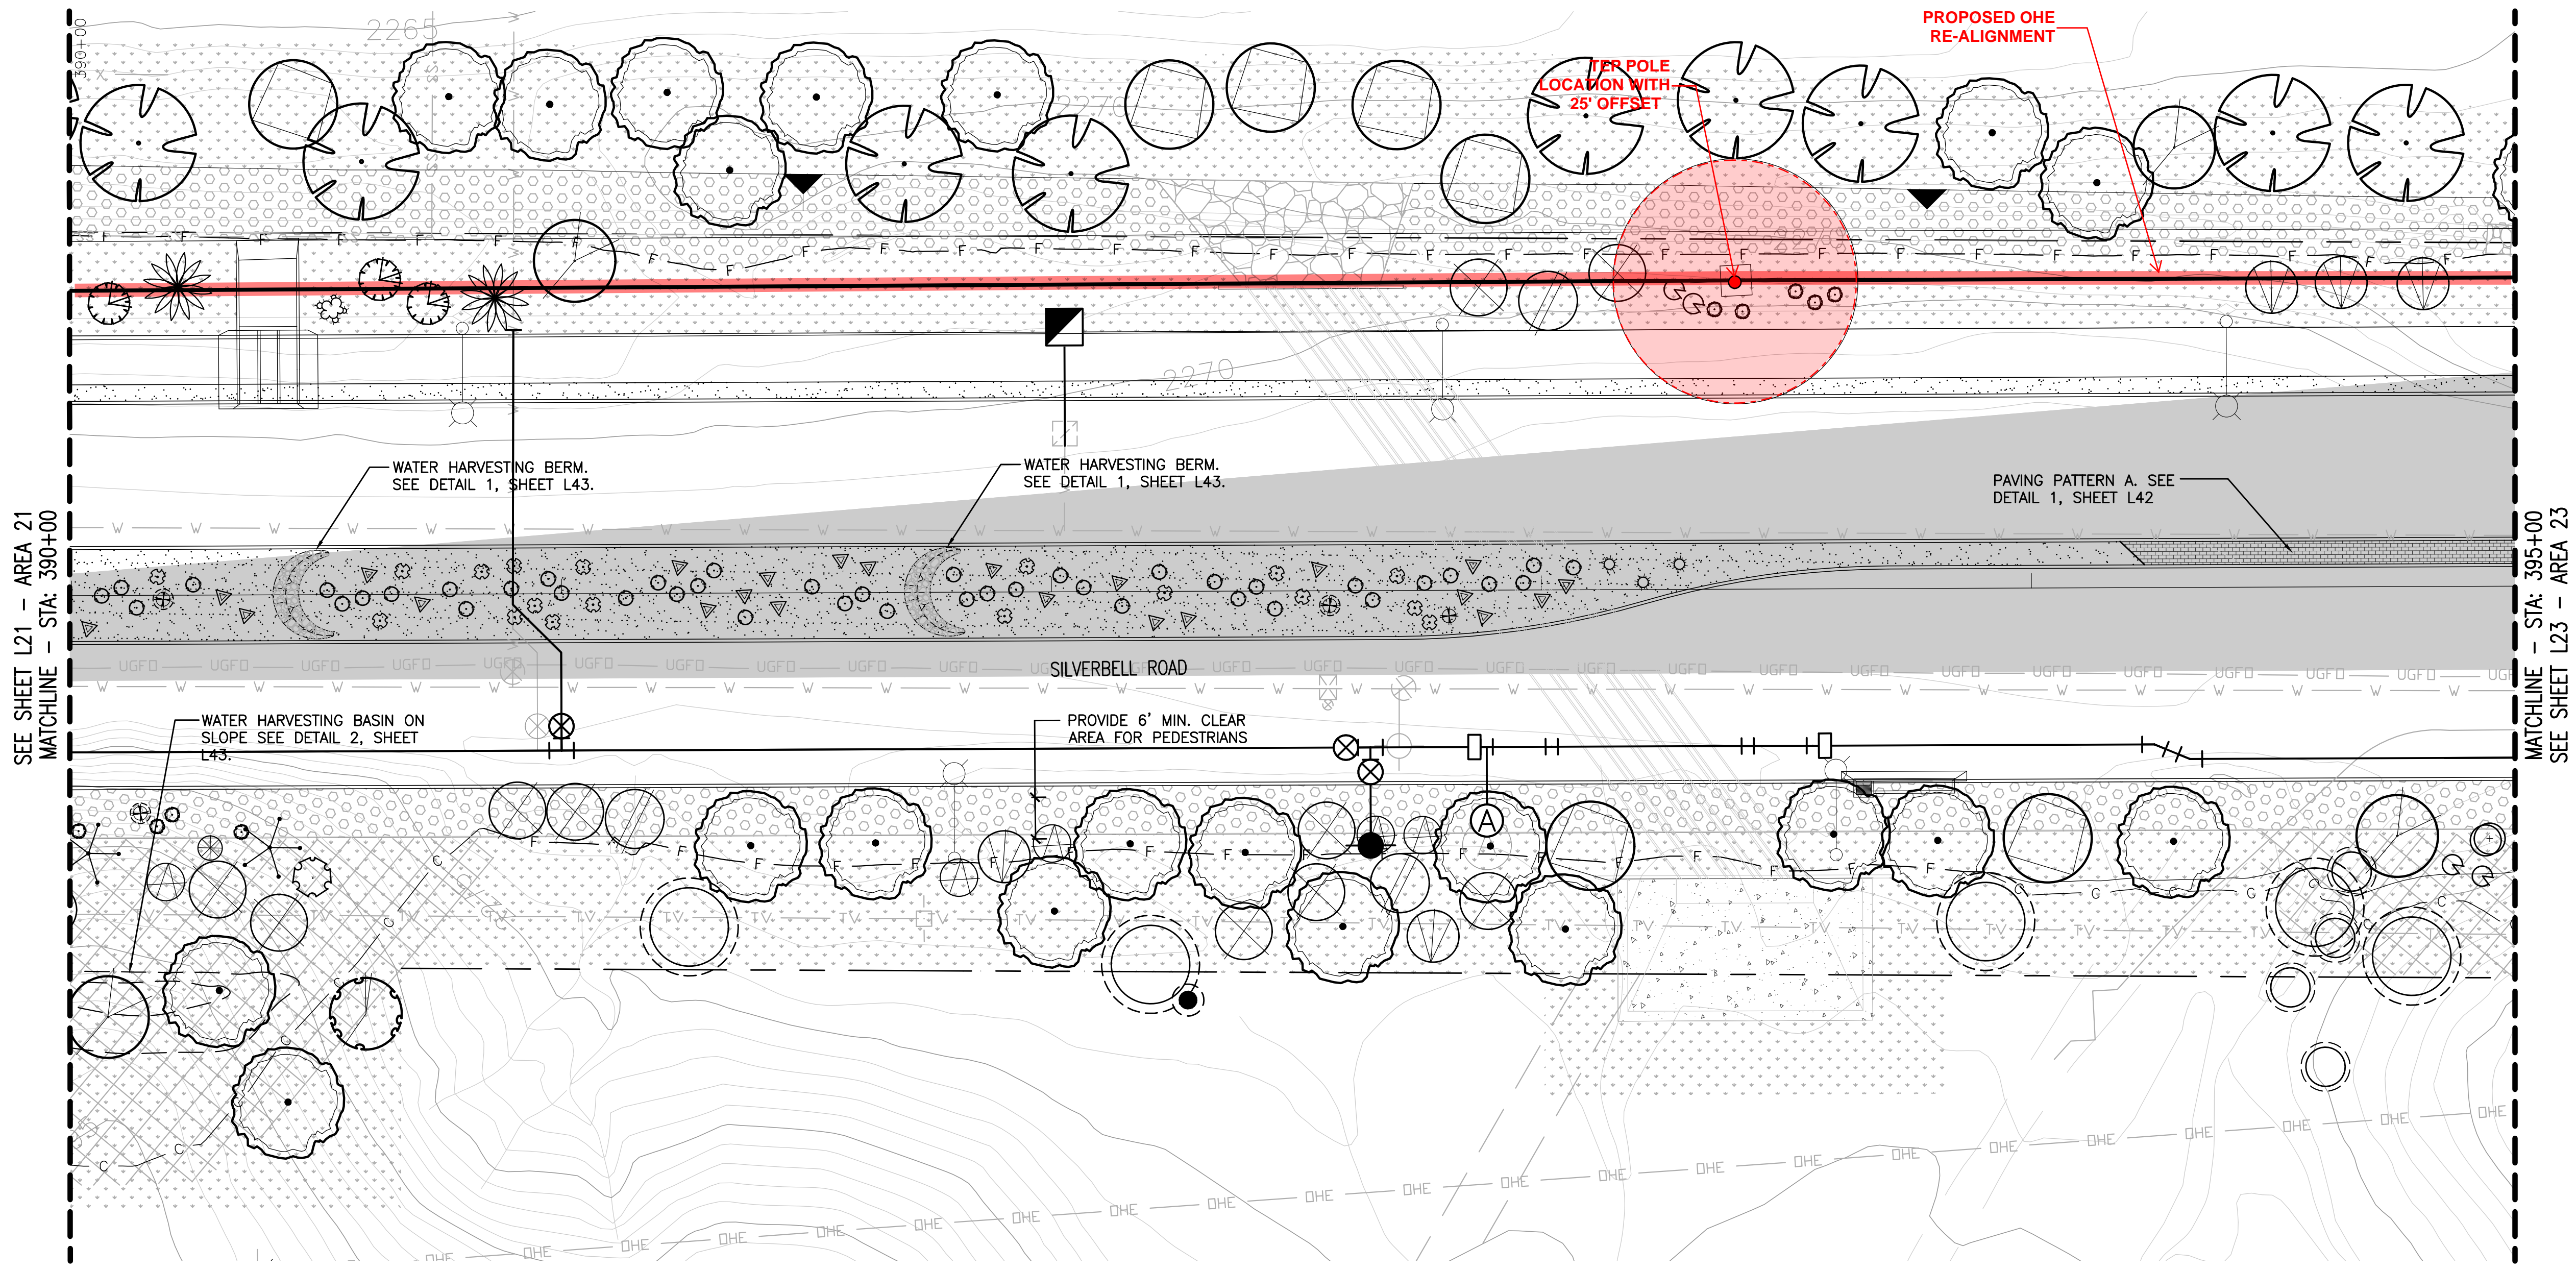 390+00
2265
PROPOSED OHE
RE-ALIGNMENT
TEP POLE
LOCATION WITH
25' OFFSET
2270
2270
WATER HARVESTING BERM.
SEE DETAIL 1, SHEET L43.
WATER HARVESTING BERM.
SEE DETAIL 1, SHEET L43.
PAVING PATTERN A. SEE
DETAIL 1, SHEET L42
SEE SHEET L21 - AREA 21
MATCHLINE - STA: 390+00
MATCHLINE - STA: 395+00
SEE SHEET L23 - AREA 23
SILVERBELL ROAD
WATER HARVESTING BASIN ON
SLOPE SEE DETAIL 2, SHEET
L43.
PROVIDE 6' MIN. CLEAR
AREA FOR PEDESTRIANS
A